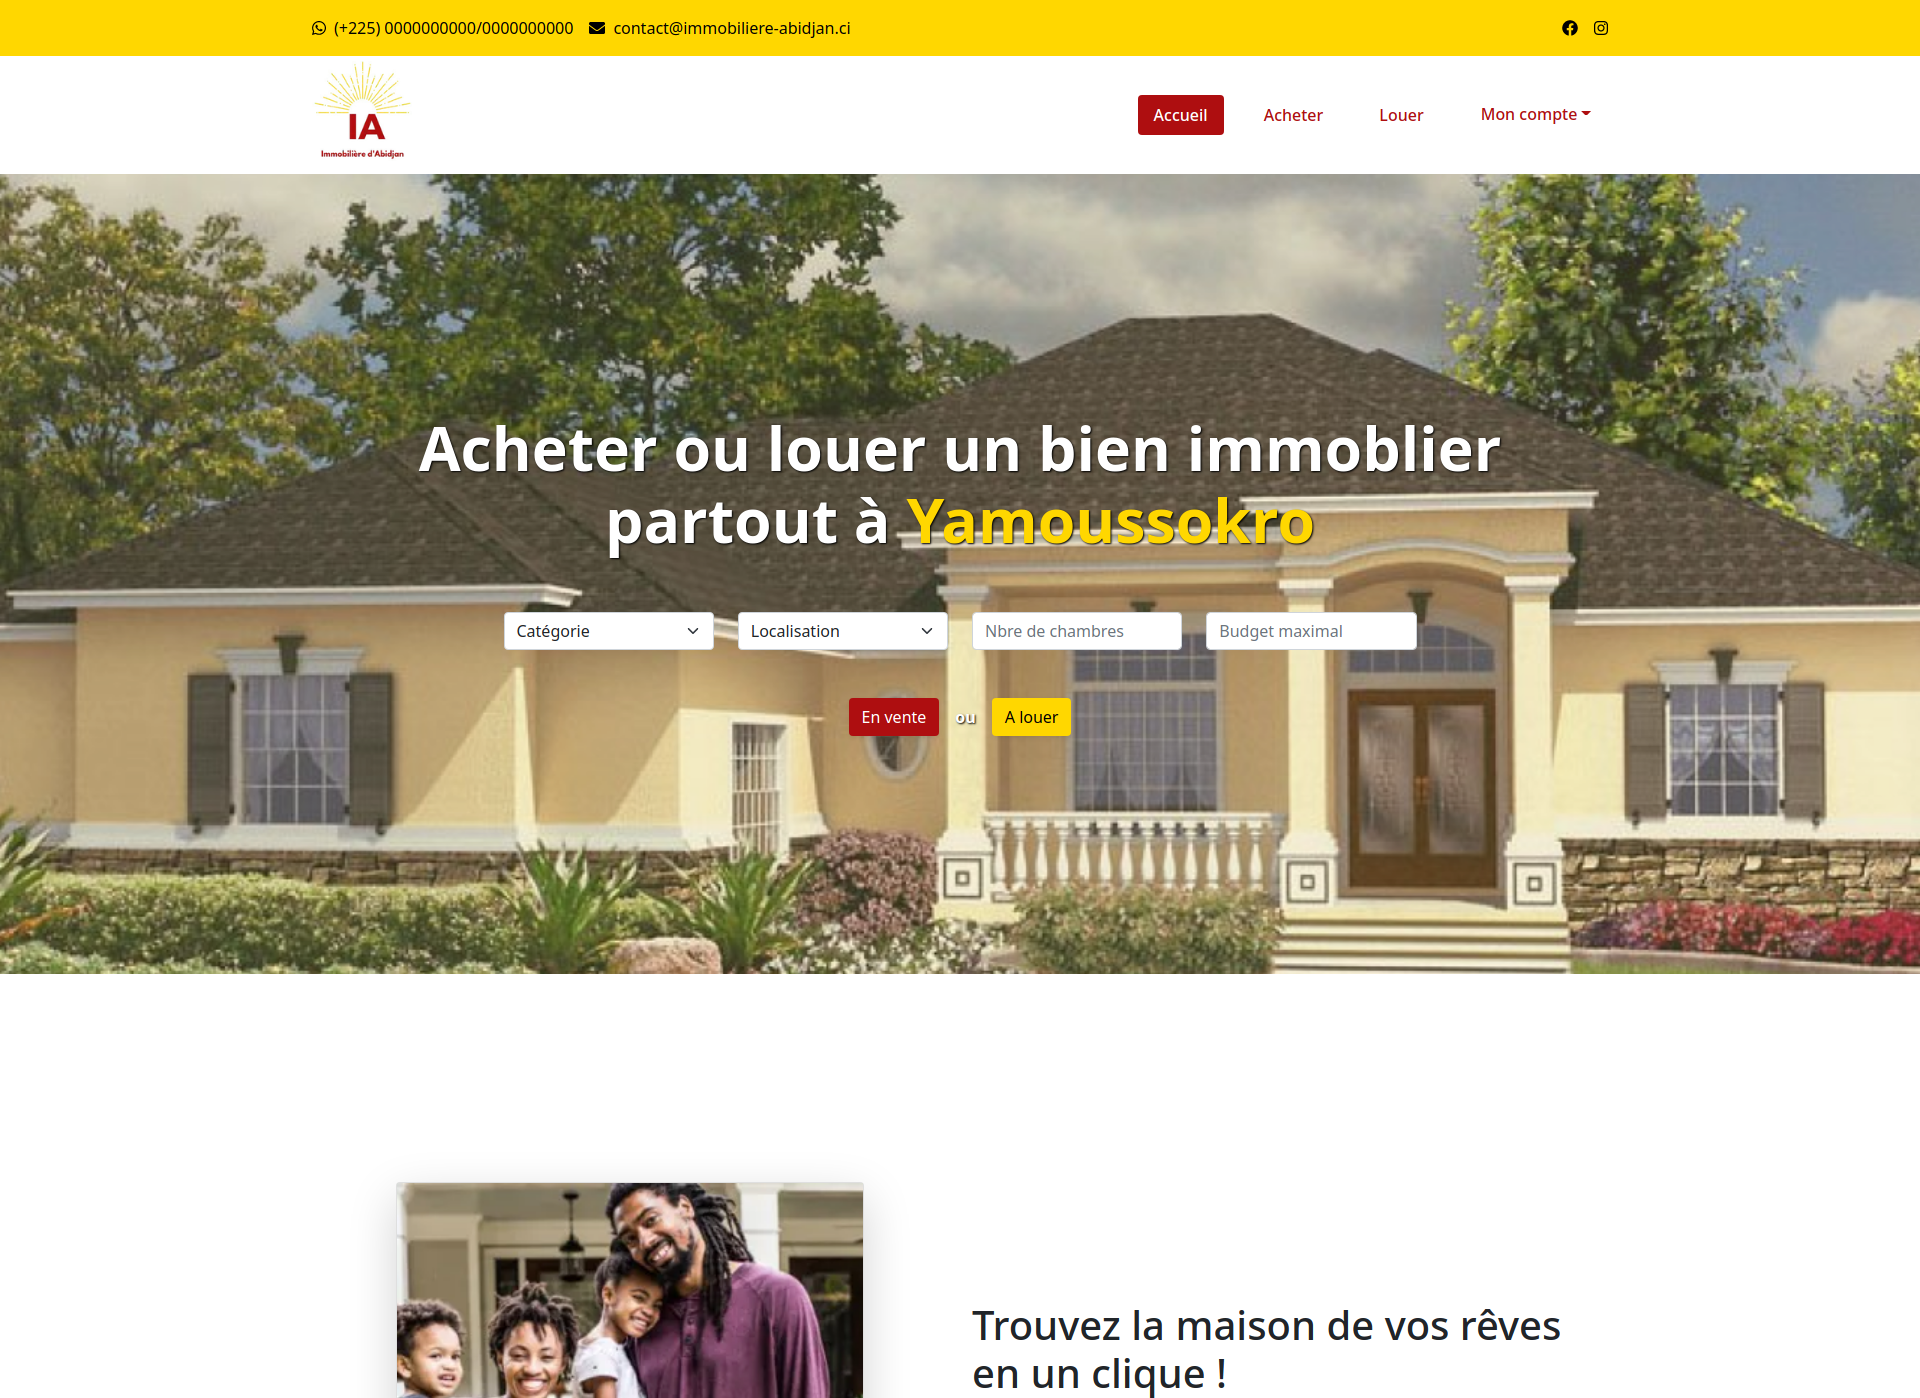 (+225) 0000000000/0000000000 contact@immobiliere-abidjan.ci
IA
Immobilière d'Abidjan
Accueil Acheter Louer Mon compte
Acheter ou louer un bien immoblier
partout à Yamoussokro
Catégorie Localisation Nbre de chambres Budget maximal
En vente ou A louer
Trouvez la maison de vos rêves
en un clique !